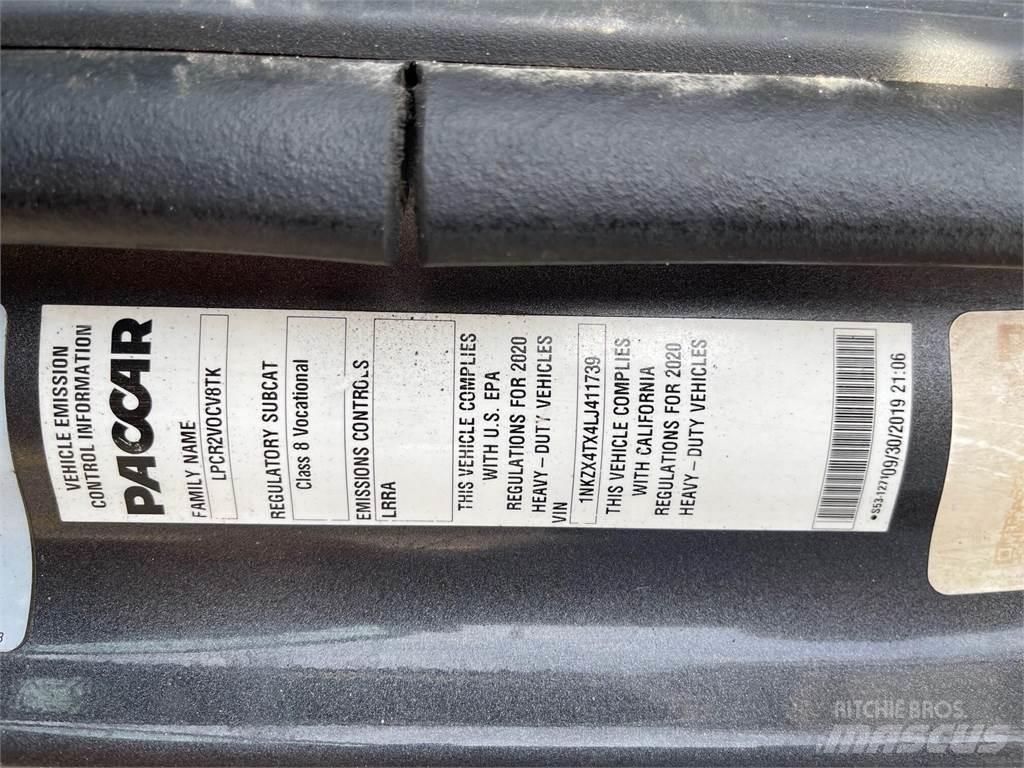 VEHICLE EMISSION
CONTROL INFORMATION
PACCAR
FAMILY NAME
LPCR2VOCV8TK
REGULATORY SUBCAT
Class 8 Vocational
EMISSIONS CONTROLS
LRRA
THIS VEHICLE COMPLIES
WITH U.S. EPA
REGULATIONS FOR 2020
HEAVY-DUTY VEHICLES
VIN
1NKZX4TX4LJ411739
THIS VEHICLE COMPLIES
WITH CALIFORNIA
REGULATIONS FOR 2020
HEAVY-DUTY VEHICLES
•S53-1271
09/30/2019 21:06
RITCHIE BROS.
MASCUS